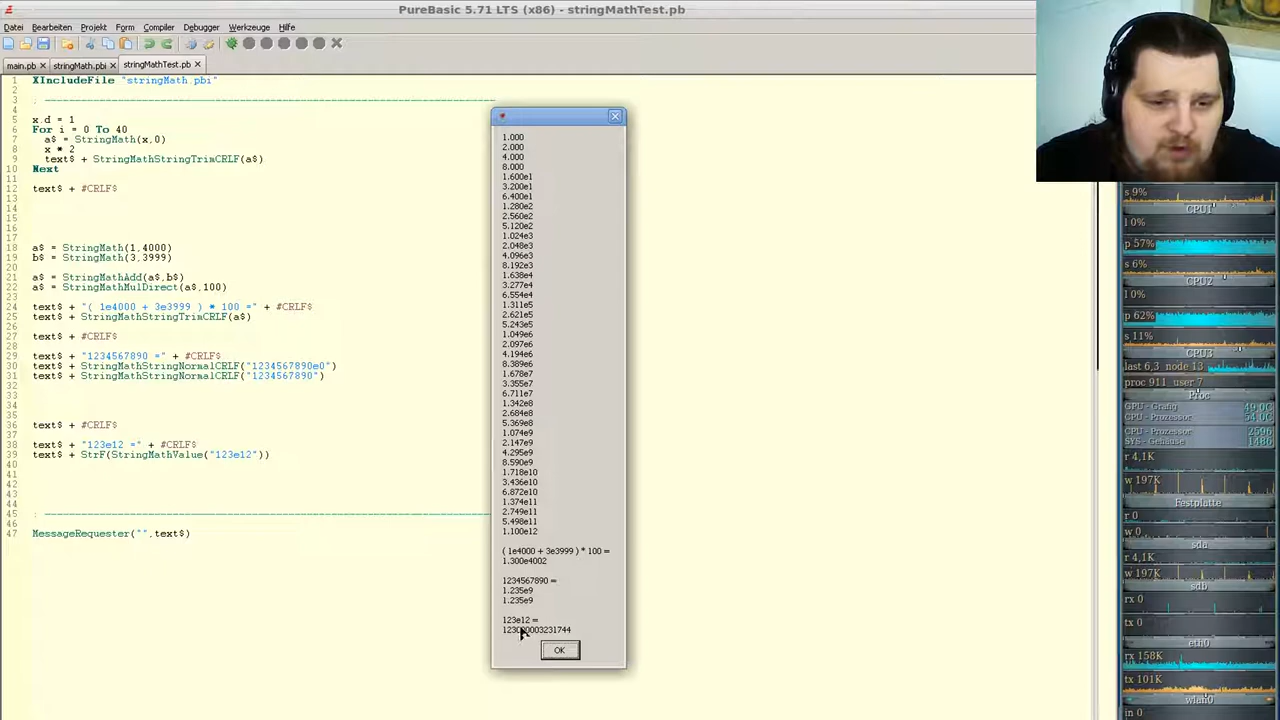 PureBasic 5.71 LTS (x86) - stringMathTest.pb
Datei Bearbeiten Projekt Form Compiler Debugger Werkzeuge Hilfe
main.pb stringMath.pbi stringMathTest.pb
1 XIncludeFile "stringMath.pbi"
2
3 ; ----------------------------------------------------------------------------
4
5 x.d = 1
6 For i = 0 To 40
7 a$ = StringMath(x,0)
8 x * 2
9 text$ + StringMathStringTrimCRLF(a$)
10 Next
11
12 text$ + #CRLF$
13
14
15
16
17
18 a$ = StringMath(1,4000)
19 b$ = StringMath(3,3999)
20
21 a$ = StringMathAdd(a$,b$)
22 a$ = StringMathMulDirect(a$,100)
23
24 text$ + "( 1e4000 + 3e3999 ) * 100 =" + #CRLF$
25 text$ + StringMathStringTrimCRLF(a$)
26
27 text$ + #CRLF$
28
29 text$ + "1234567890 =" + #CRLF$
30 text$ + StringMathStringNormalCRLF("1234567890e0")
31 text$ + StringMathStringNormalCRLF("1234567890")
32
33
34
35
36 text$ + #CRLF$
37
38 text$ + "123e12 =" + #CRLF$
39 text$ + StrF(StringMathValue("123e12"))
40
41
42
43
44
45 ; ----------------------------------------------------------------------------
46
47 MessageRequester("",text$)
1.000
2.000
4.000
8.000
1.600e1
3.200e1
6.400e1
1.280e2
2.560e2
5.120e2
1.024e3
2.048e3
4.096e3
8.192e3
1.638e4
3.277e4
6.554e4
1.311e5
2.621e5
5.243e5
1.049e6
2.097e6
4.194e6
8.389e6
1.678e7
3.355e7
6.711e7
1.342e8
2.684e8
5.369e8
1.074e9
2.147e9
4.295e9
8.590e9
1.718e10
3.436e10
6.872e10
1.374e11
2.749e11
5.498e11
1.100e12
( 1e4000 + 3e3999 ) * 100 =
1.300e4002
1234567890 =
1.235e9
1.235e9
123e12 =
OK
s 9%
CPU1
l 0%
p 57%
s 6%
CPU2
l 0%
p 62%
s 11%
CPU3
last 6,3 node 13
proc 911 user 7
Proc
GPU - Grafig 49.0C
GPU - Prozessor 54.0C
CPU - Prozessor 2596
SYS - Gehäuse 1486
r 4,1K
w 197K
Festplatte
r 0
w 0
sda
r 4,1K
w 197K
sdb
rx 0
tx 0
eth0
rx 158K
tx 101K
wlan0
in 0